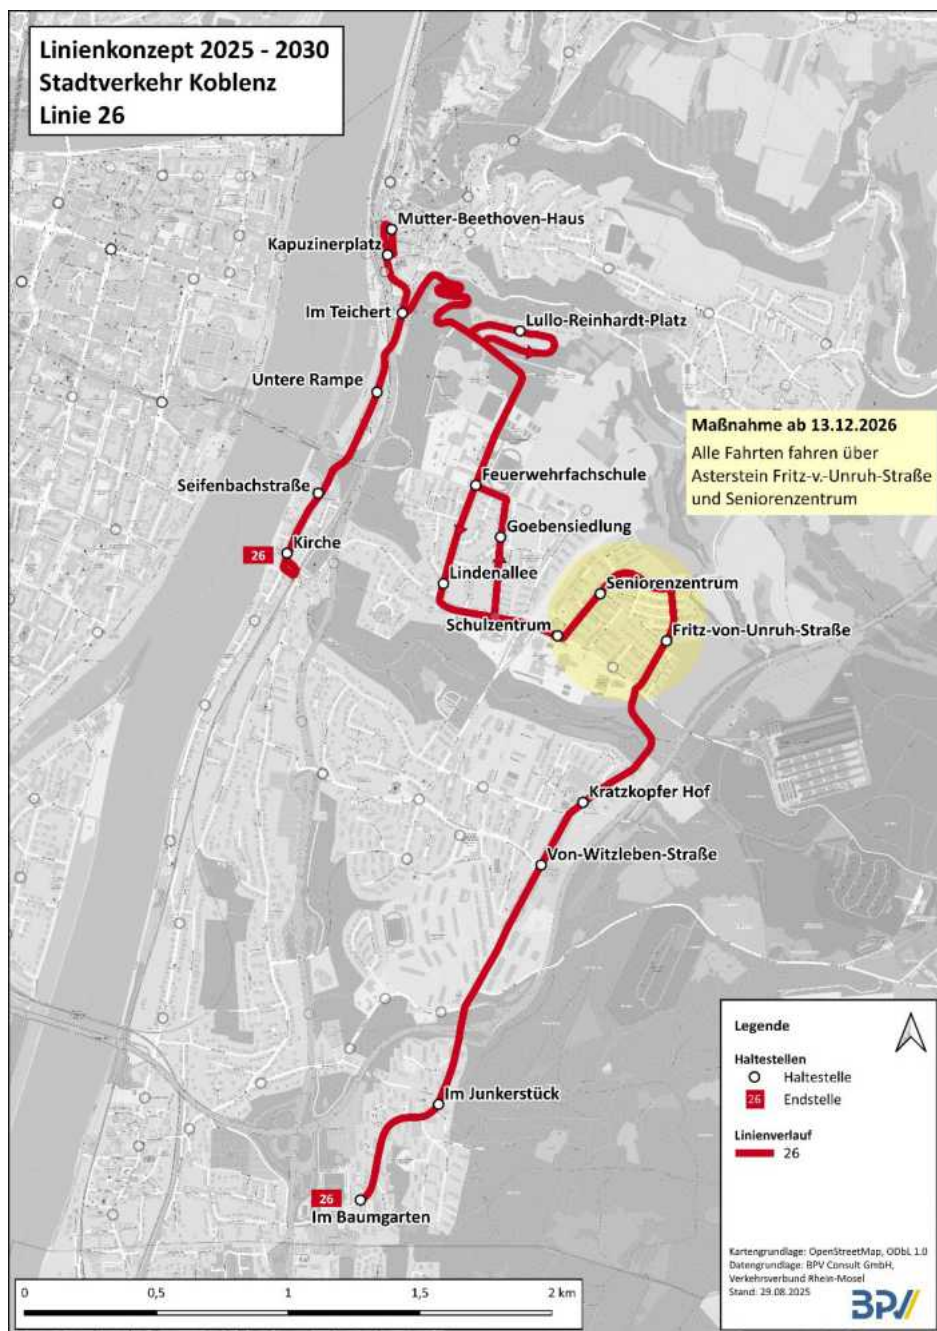 Linienkonzept 2025 - 2030
Stadtverkehr Koblenz
Linie 26
Mutter-Beethoven-Haus
Kapuzinerplatz
Im Teichert
Lullo-Reinhardt-Platz
Untere Rampe
Maßnahme ab 13.12.2026
Alle Fahrten fahren über
Asterstein Fritz-v.-Unruh-Straße
und Seniorenzentrum
Feuerwehrfachschule
Seifenbachstraße
Goebensiedlung
Kirche
26
Lindenallee
Seniorenzentrum
Schulzentrum
Fritz-von-Unruh-Straße
Kratzkopfer Hof
Von-Witzleben-Straße
Im Junkerstück
26
Im Baumgarten
Legende
Haltestellen
Haltestelle
26 Endstelle
Linienverlauf
26
Kartengrundlage: OpenStreetMap, ODbL 1.0
Datengrundlage: BPV Consult GmbH,
Verkehrsverbund Rhein-Mosel
Stand: 29.08.2025
BPV
0 0,5 1 1,5 2 km